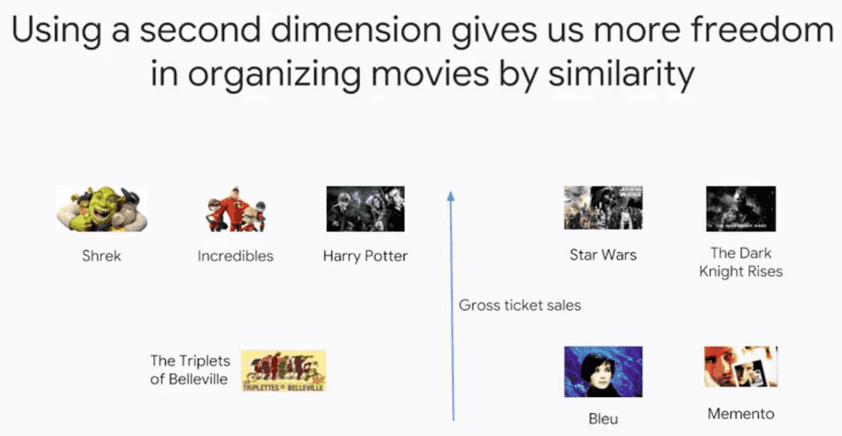 Using a second dimension gives us more freedom
in organizing movies by similarity
Shrek
Incredibles
Harry Potter
Star Wars
The Dark
Knight Rises
Gross ticket sales
The Triplets
of Belleville
TRIPLETTES DE BELLEVILLE
Bleu
Memento